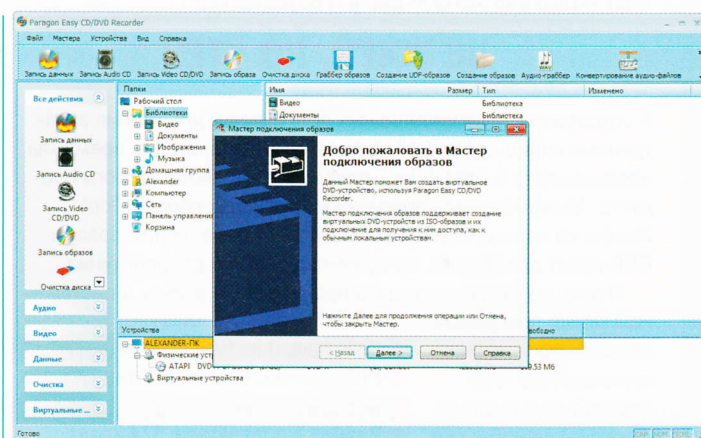 Paragon Easy CD/DVD Recorder
Файл Мастера Устройства Вид Справка
Запись данных Запись Audio CD Запись Video CD/DVD Запись образа Очистка диска Граббер образов Создание UDF-образов Создание образов Аудио-граббер Конвертирование аудио-файлов
Все действия
Запись данных
Запись Audio CD
Запись Video CD/DVD
Запись образов
Очистка диска
Аудио
Видео
Данные
Очистка
Виртуальные ...
Папки
Рабочий стол
Библиотеки
Видео
Документы
Изображения
Музыка
Домашняя группа
Alexander
Компьютер
Сеть
Панель управления
Корзина
Имя Размер Тип Изменено
Видео Библиотека
Документы Библиотека
Мастер подключения образов
Добро пожаловать в Мастер подключения образов
Данный Мастер поможет Вам создать виртуальное
DVD-устройство, используя Paragon Easy CD/DVD
Recorder.
Мастер подключения образов поддерживает создание
виртуальных DVD-устройств из ISO-образов и их
подключение для получения к ним доступа, как к
обычным локальным устройствам.
Нажмите Далее для продолжения операции или Отмена,
чтобы закрыть Мастер.
< Назад Далее > Отмена Справка
Устройства
ALEXANDER-ПК
Физические уст
ATAPI DVD
Виртуальные устройства
Готово